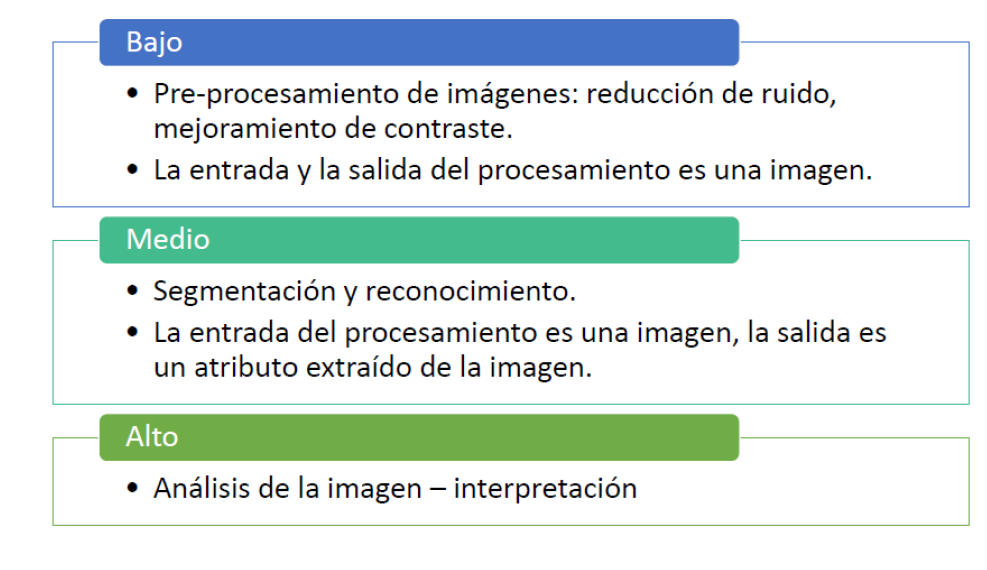 Bajo
• Pre-procesamiento de imágenes: reducción de ruido,
mejoramiento de contraste.
• La entrada y la salida del procesamiento es una imagen.
Medio
• Segmentación y reconocimiento.
• La entrada del procesamiento es una imagen, la salida es
un atributo extraído de la imagen.
Alto
• Análisis de la imagen – interpretación